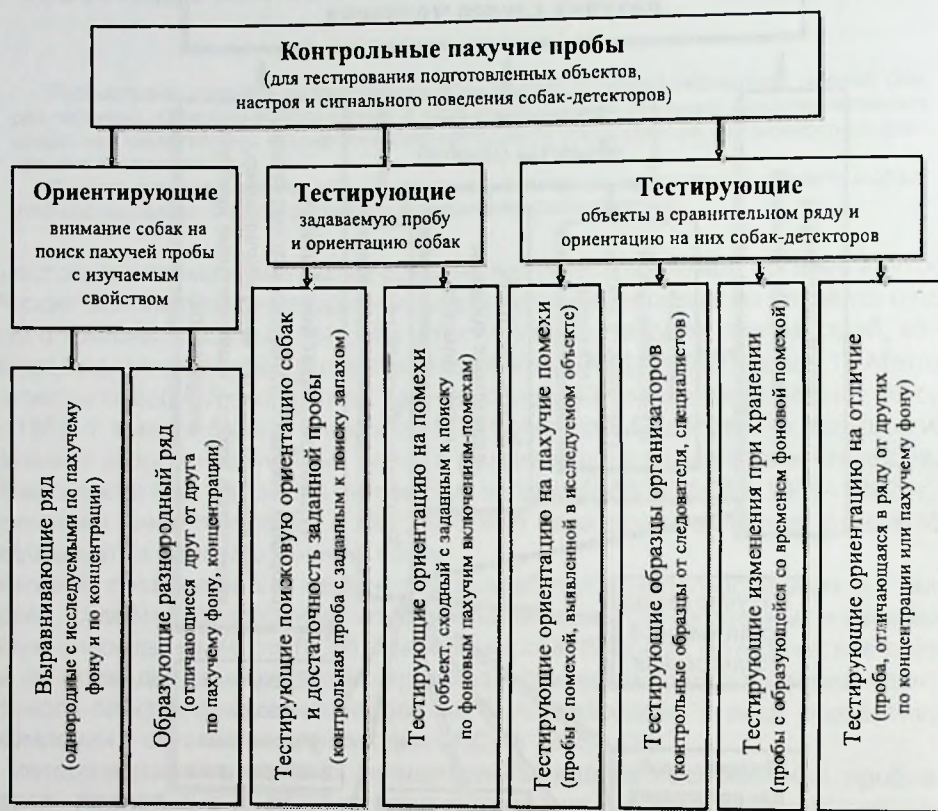 Контрольные пахучие пробы
(для тестирования подготовленных объектов,
настроя и сигнального поведения собак-детекторов)
Ориентирующие
внимание собак на
поиск пахучей пробы
с изучаемым
свойством
Тестирующие
задаваемую пробу
и ориентацию собак
Тестирующие
объекты в сравнительном ряду и
ориентацию на них собак-детекторов
Выравнивающие ряд
(однородные с исследуемыми по пахучему
фону и по концентрации)
Образующие разнородный ряд
(отличающися друг от друга
по пахучему фону, концентрации)
Тестирующие поисковую ориентацию собак
и достаточность заданной пробы
(контрольная проба с заданным к поиску запахом)
Тестирующие ориентацию на помехи
(объект, сходный с заданным к поиску
по фоновым пахучим включениям-помехам)
Тестирующие ориентацию на пахучие помехи
(пробы с помехой, выявленной в исследуемом объекте)
Тестирующие образцы организаторов
(контрольные образцы от следователя, специалистов)
Тестирующие изменения при хранении
(пробы с образующейся со временем фоновой помехой)
Тестирующие ориентацию на отличие
(проба, отличающаяся в ряду от других
по концентрации или пахучему фону)